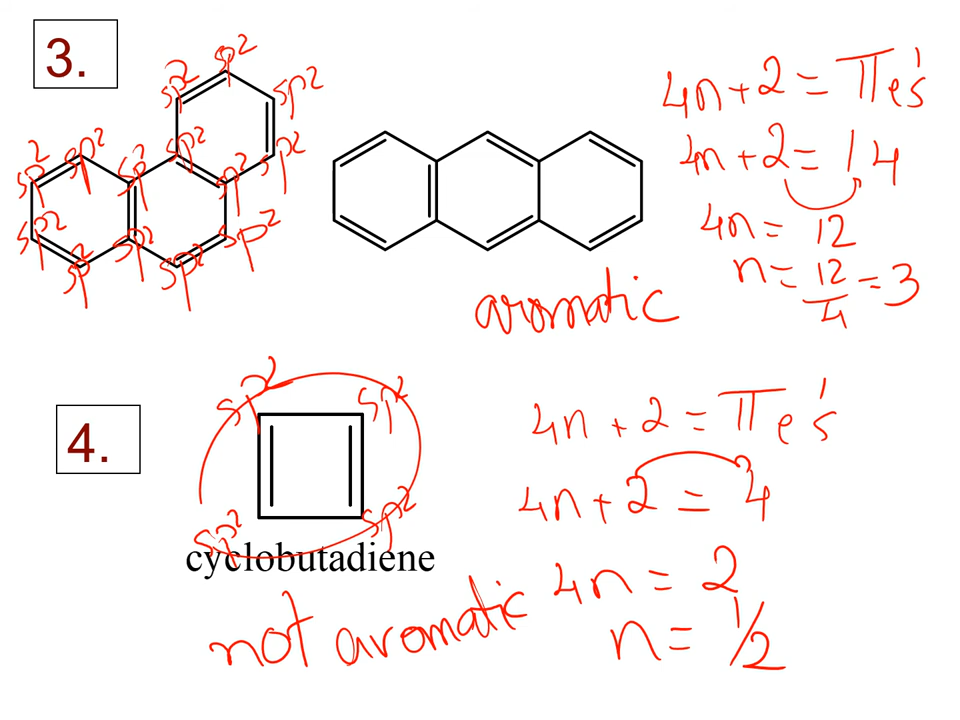 3.
sp² sp² sp²
sp² sp² sp² sp² sp² sp²
sp² sp² sp² sp² sp²
4n+2 = πe's
4n+2 = 14
4n = 12
n = 12/4 = 3
aromatic
4.
sp² sp²
sp² sp²
cyclobutadiene
not aromatic
4n+2 = πe's
4n+2 = 4
4n = 2
n = 1/2